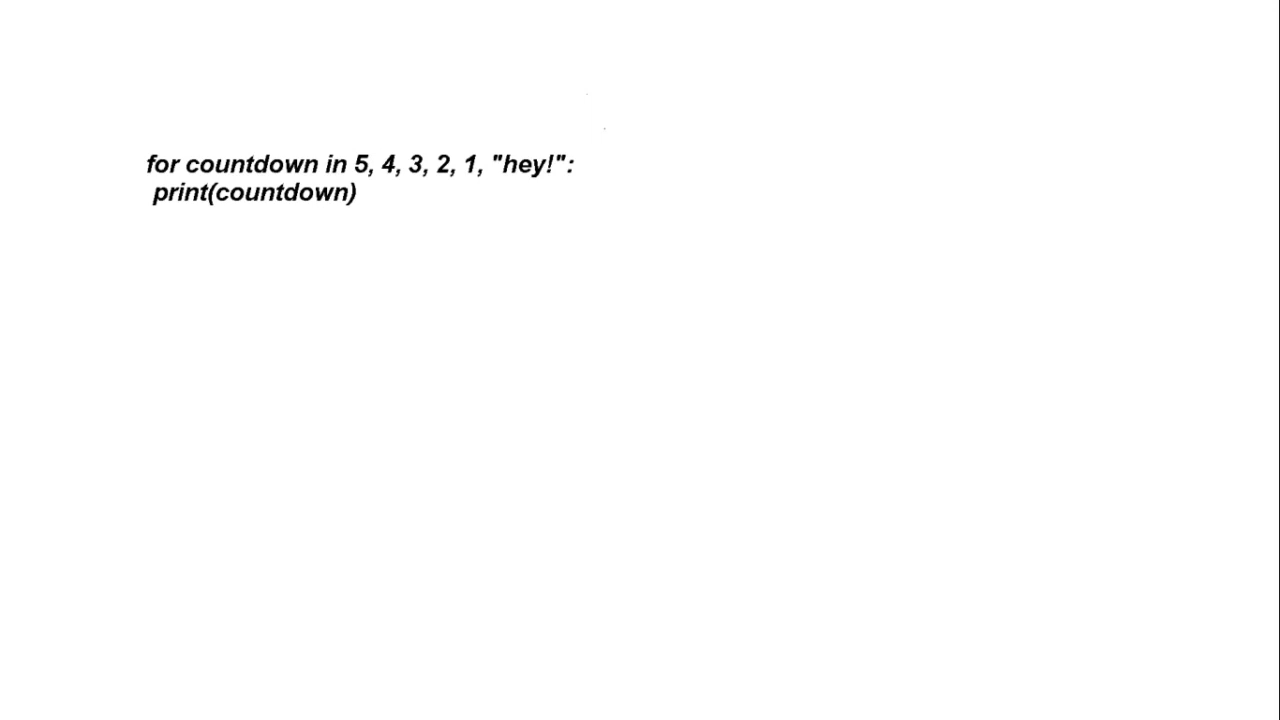 for countdown in 5, 4, 3, 2, 1, "hey!":
 print(countdown)